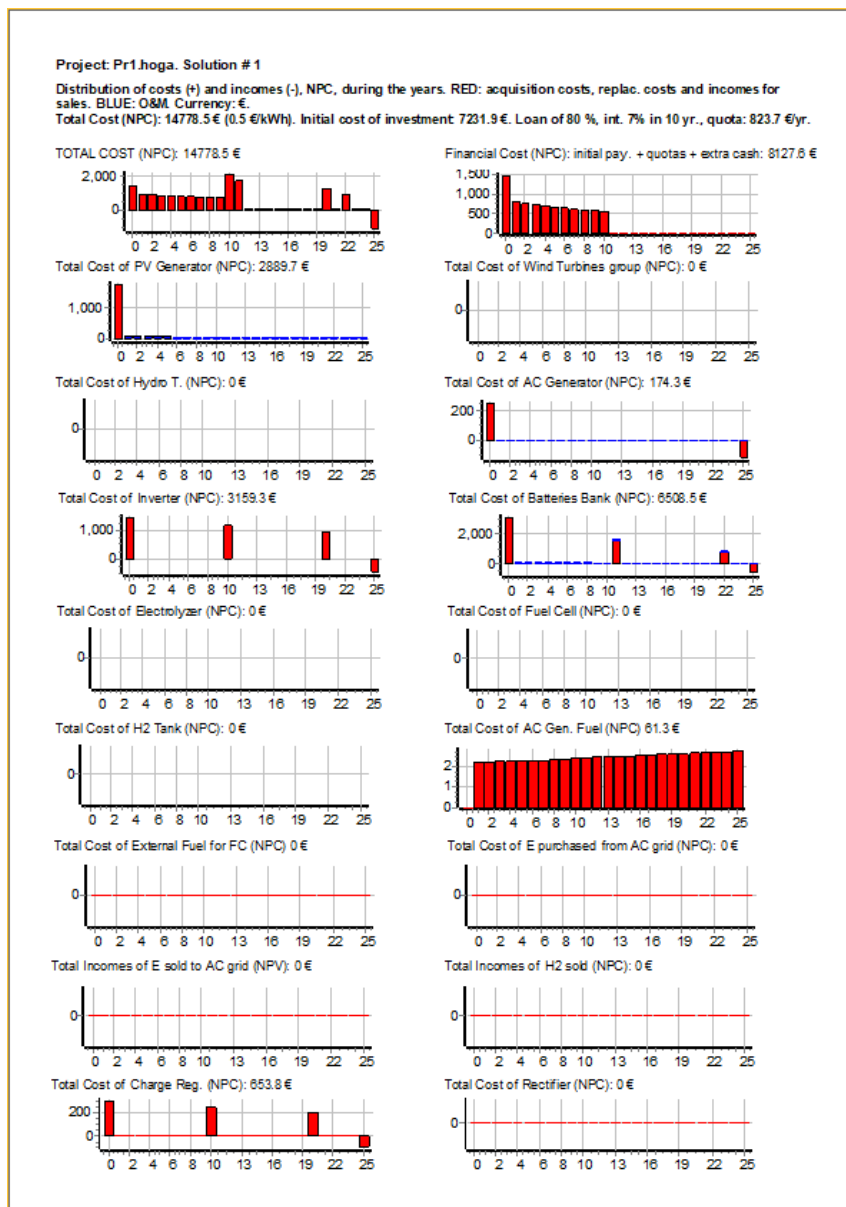 Project: Pr1.hoga. Solution # 1
Distribution of costs (+) and incomes (-), NPC, during the years. RED: acquisition costs, replac. costs and incomes for
sales. BLUE: O&M. Currency: €.
Total Cost (NPC): 14778.5 € (0.5 €/kWh). Initial cost of investment: 7231.9 €. Loan of 80 %, int. 7% in 10 yr., quota: 823.7 €/yr.
TOTAL COST (NPC): 14778.5 €
2,000
0
0 2 4 6 8 10 13 16 19 22 25
Financial Cost (NPC): initial pay. + quotas + extra cash: 8127.6 €
1,500
1,000
500
0
0 2 4 6 8 10 13 16 19 22 25
Total Cost of PV Generator (NPC): 2889.7 €
1,000
0
0 2 4 6 8 10 13 16 19 22 25
Total Cost of Wind Turbines group (NPC): 0 €
0
0 2 4 6 8 10 13 16 19 22 25
Total Cost of Hydro T. (NPC): 0 €
0
0 2 4 6 8 10 13 16 19 22 25
Total Cost of AC Generator (NPC): 174.3 €
200
0
0 2 4 6 8 10 13 16 19 22 25
Total Cost of Inverter (NPC): 3159.3 €
1,000
0
0 2 4 6 8 10 13 16 19 22 25
Total Cost of Batteries Bank (NPC): 6508.5 €
2,000
0
0 2 4 6 8 10 13 16 19 22 25
Total Cost of Electrolyzer (NPC): 0 €
0
0 2 4 6 8 10 13 16 19 22 25
Total Cost of Fuel Cell (NPC): 0 €
0
0 2 4 6 8 10 13 16 19 22 25
Total Cost of H2 Tank (NPC): 0 €
0
0 2 4 6 8 10 13 16 19 22 25
Total Cost of AC Gen. Fuel (NPC) 61.3 €
2
1
0
0 2 4 6 8 10 13 16 19 22 25
Total Cost of External Fuel for FC (NPC) 0 €
0
0 2 4 6 8 10 13 16 19 22 25
Total Cost of E purchased from AC grid (NPC): 0 €
0
0 2 4 6 8 10 13 16 19 22 25
Total Incomes of E sold to AC grid (NPV): 0 €
0
0 2 4 6 8 10 13 16 19 22 25
Total Incomes of H2 sold (NPC): 0 €
0
0 2 4 6 8 10 13 16 19 22 25
Total Cost of Charge Reg. (NPC): 653.8 €
200
0
0 2 4 6 8 10 13 16 19 22 25
Total Cost of Rectifier (NPC): 0 €
0
0 2 4 6 8 10 13 16 19 22 25